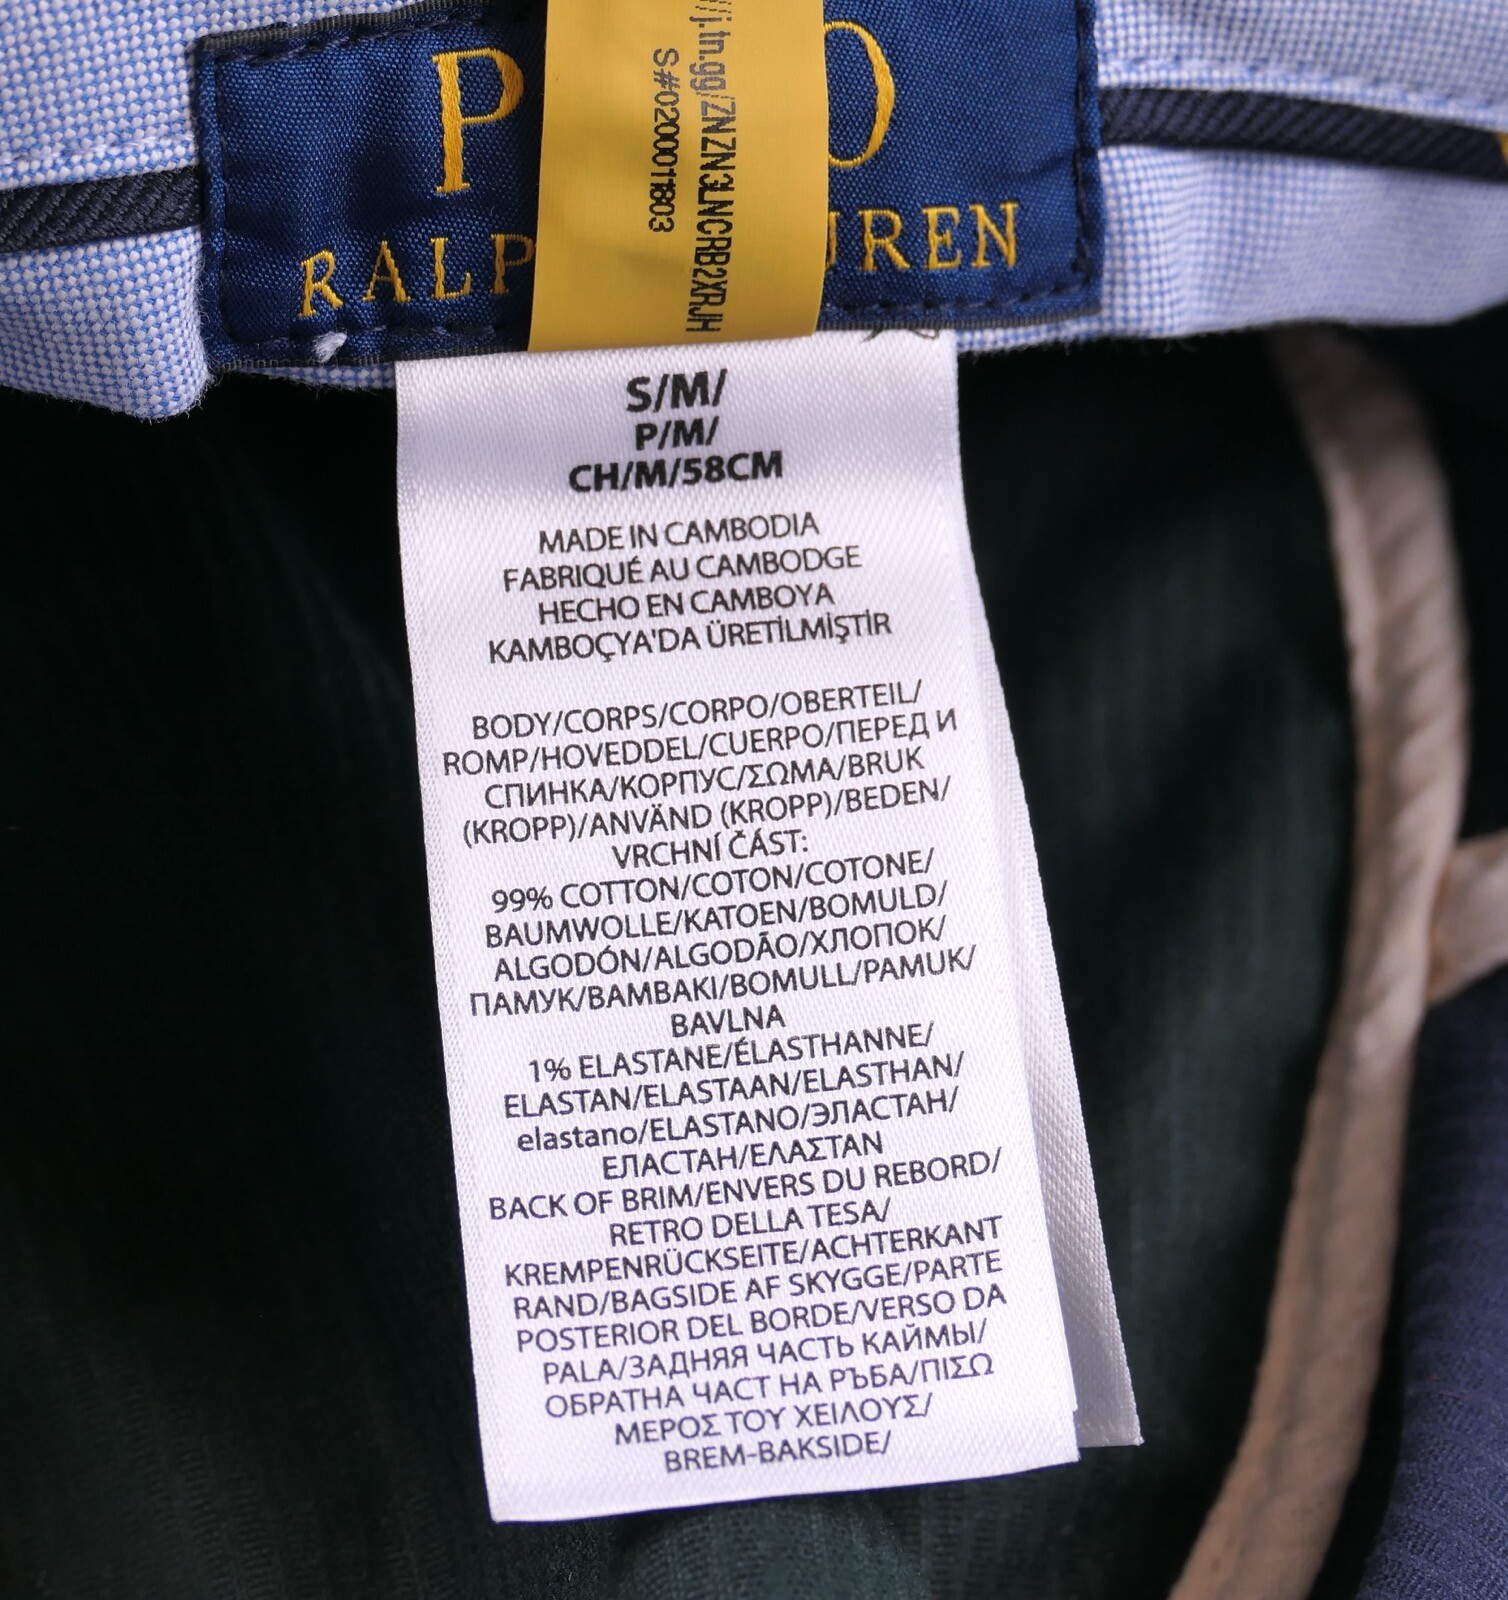 P O
RALP UREN
//j.tn.gg/ZNZN3LNCRB2XRJH
S#020001803
S/M/
P/M/
CH/M/58CM
MADE IN CAMBODIA
FABRIQUÉ AU CAMBODGE
HECHO EN CAMBOYA
KAMBOÇYA'DA ÜRETİLMİŞTİR
BODY/CORPS/CORPO/OBERTEIL/
ROMP/HOVEDDEL/CUERPO/ПЕРЕД И
СПИНКА/КОРПУС/ΣΩΜΑ/BRUK
(KROPP)/ANVÄND (KROPP)/BEDEN/
VRCHNÍ ČÁST:
99% COTTON/COTON/COTONE/
BAUMWOLLE/KATOEN/BOMULD/
ALGODÓN/ALGODÃO/ХЛОПОК/
ПАМУК/ΒΑΜΒΑΚΙ/BOMULL/PAMUK/
BAVLNA
1% ELASTANE/ÉLASTHANNE/
ELASTAN/ELASTAAN/ELASTHAN/
elastano/ELASTANO/ЭЛАСТАН/
ЕЛАСТАН/ΕΛΑΣΤΑΝ
BACK OF BRIM/ENVERS DU REBORD/
RETRO DELLA TESA/
KREMPENRÜCKSEITE/ACHTERKANT
RAND/BAGSIDE AF SKYGGE/PARTE
POSTERIOR DEL BORDE/VERSO DA
PALA/ЗАДНЯЯ ЧАСТЬ КАЙМЫ/
ОБРАТНА ЧАСТ НА РЪБА/ΠΙΣΩ
ΜΕΡΟΣ ΤΟΥ ΧΕΙΛΟΥΣ/
BREM-BAKSIDE/